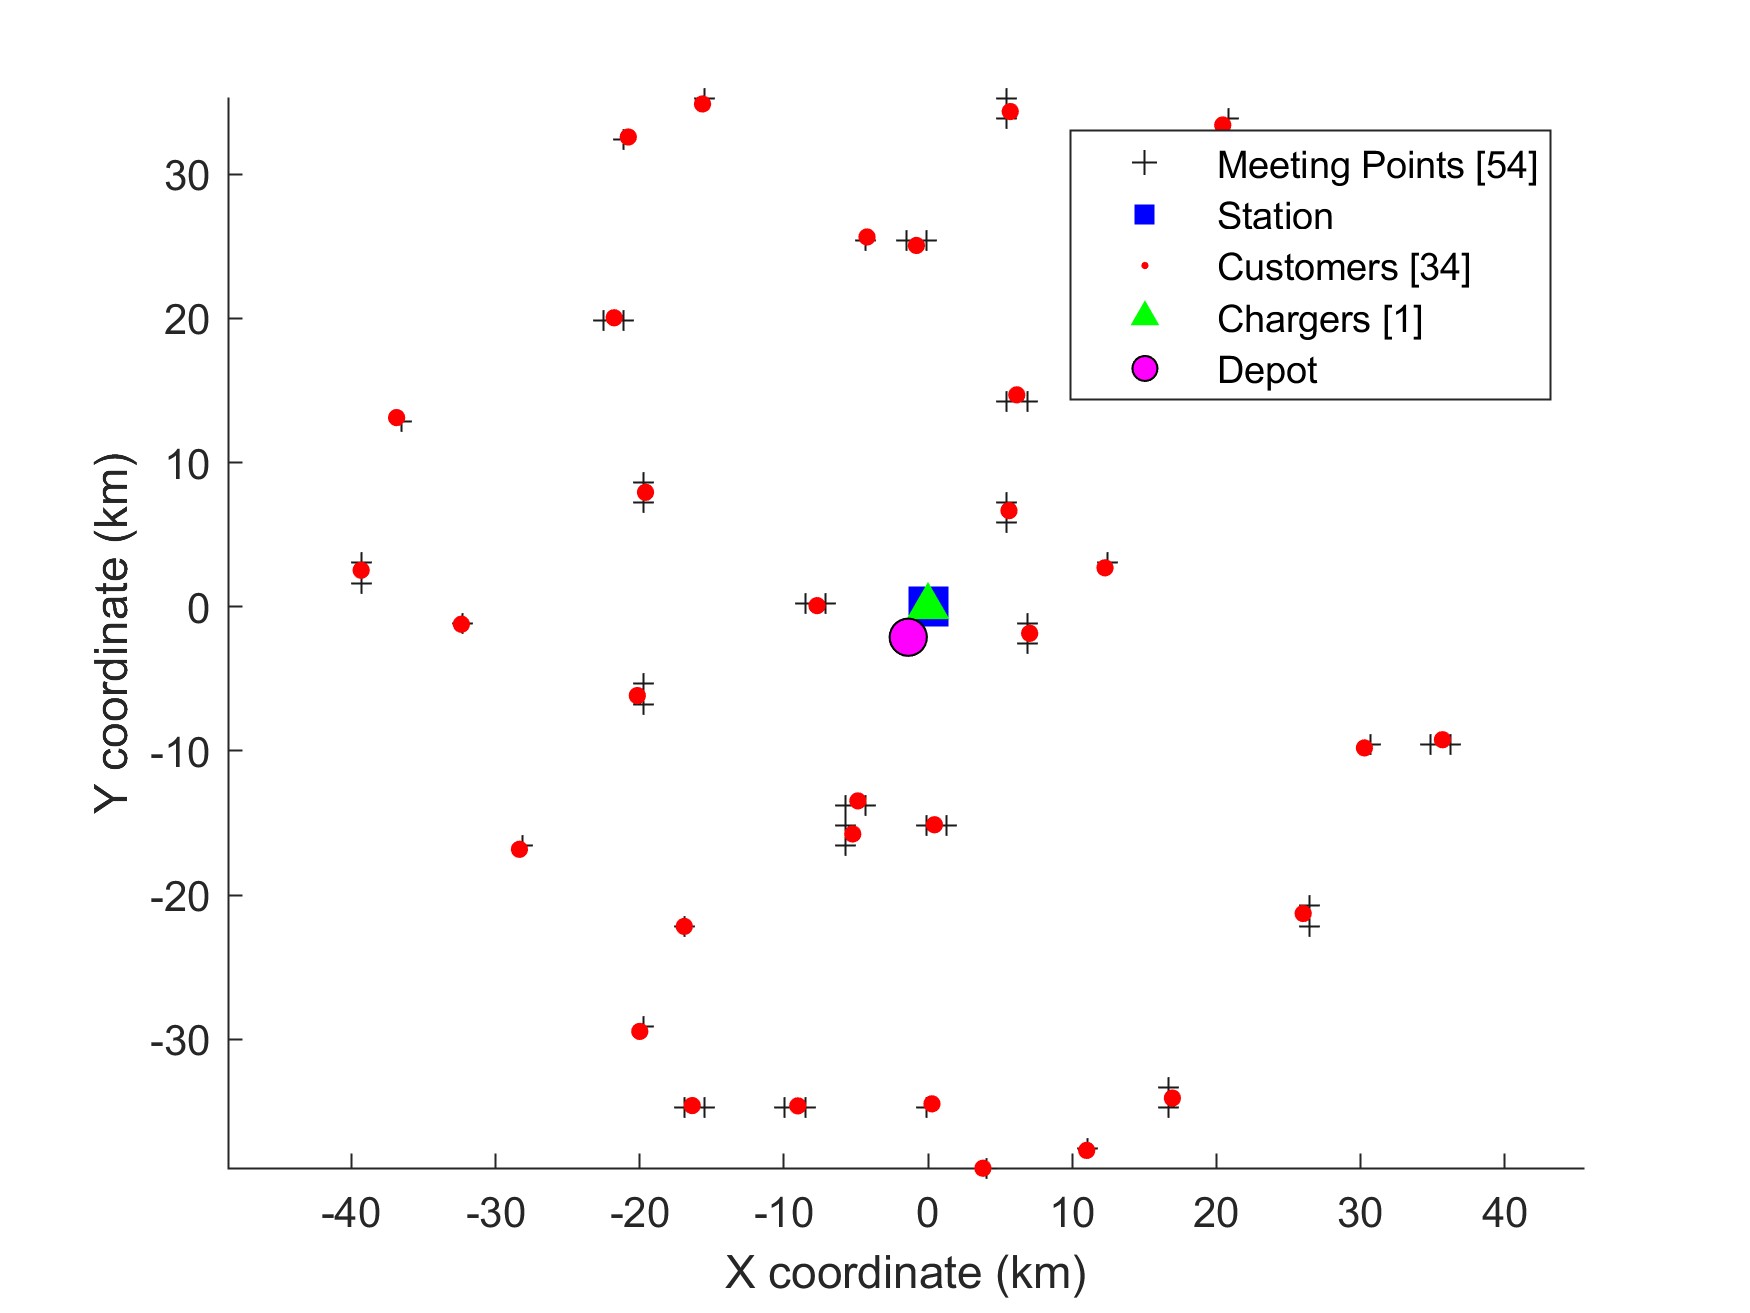 30
20
10
0
-10
-20
-30
Y coordinate (km)
Meeting Points [54]
Station
Customers [34]
Chargers [1]
Depot
-40 -30 -20 -10 0 10 20 30 40
X coordinate (km)